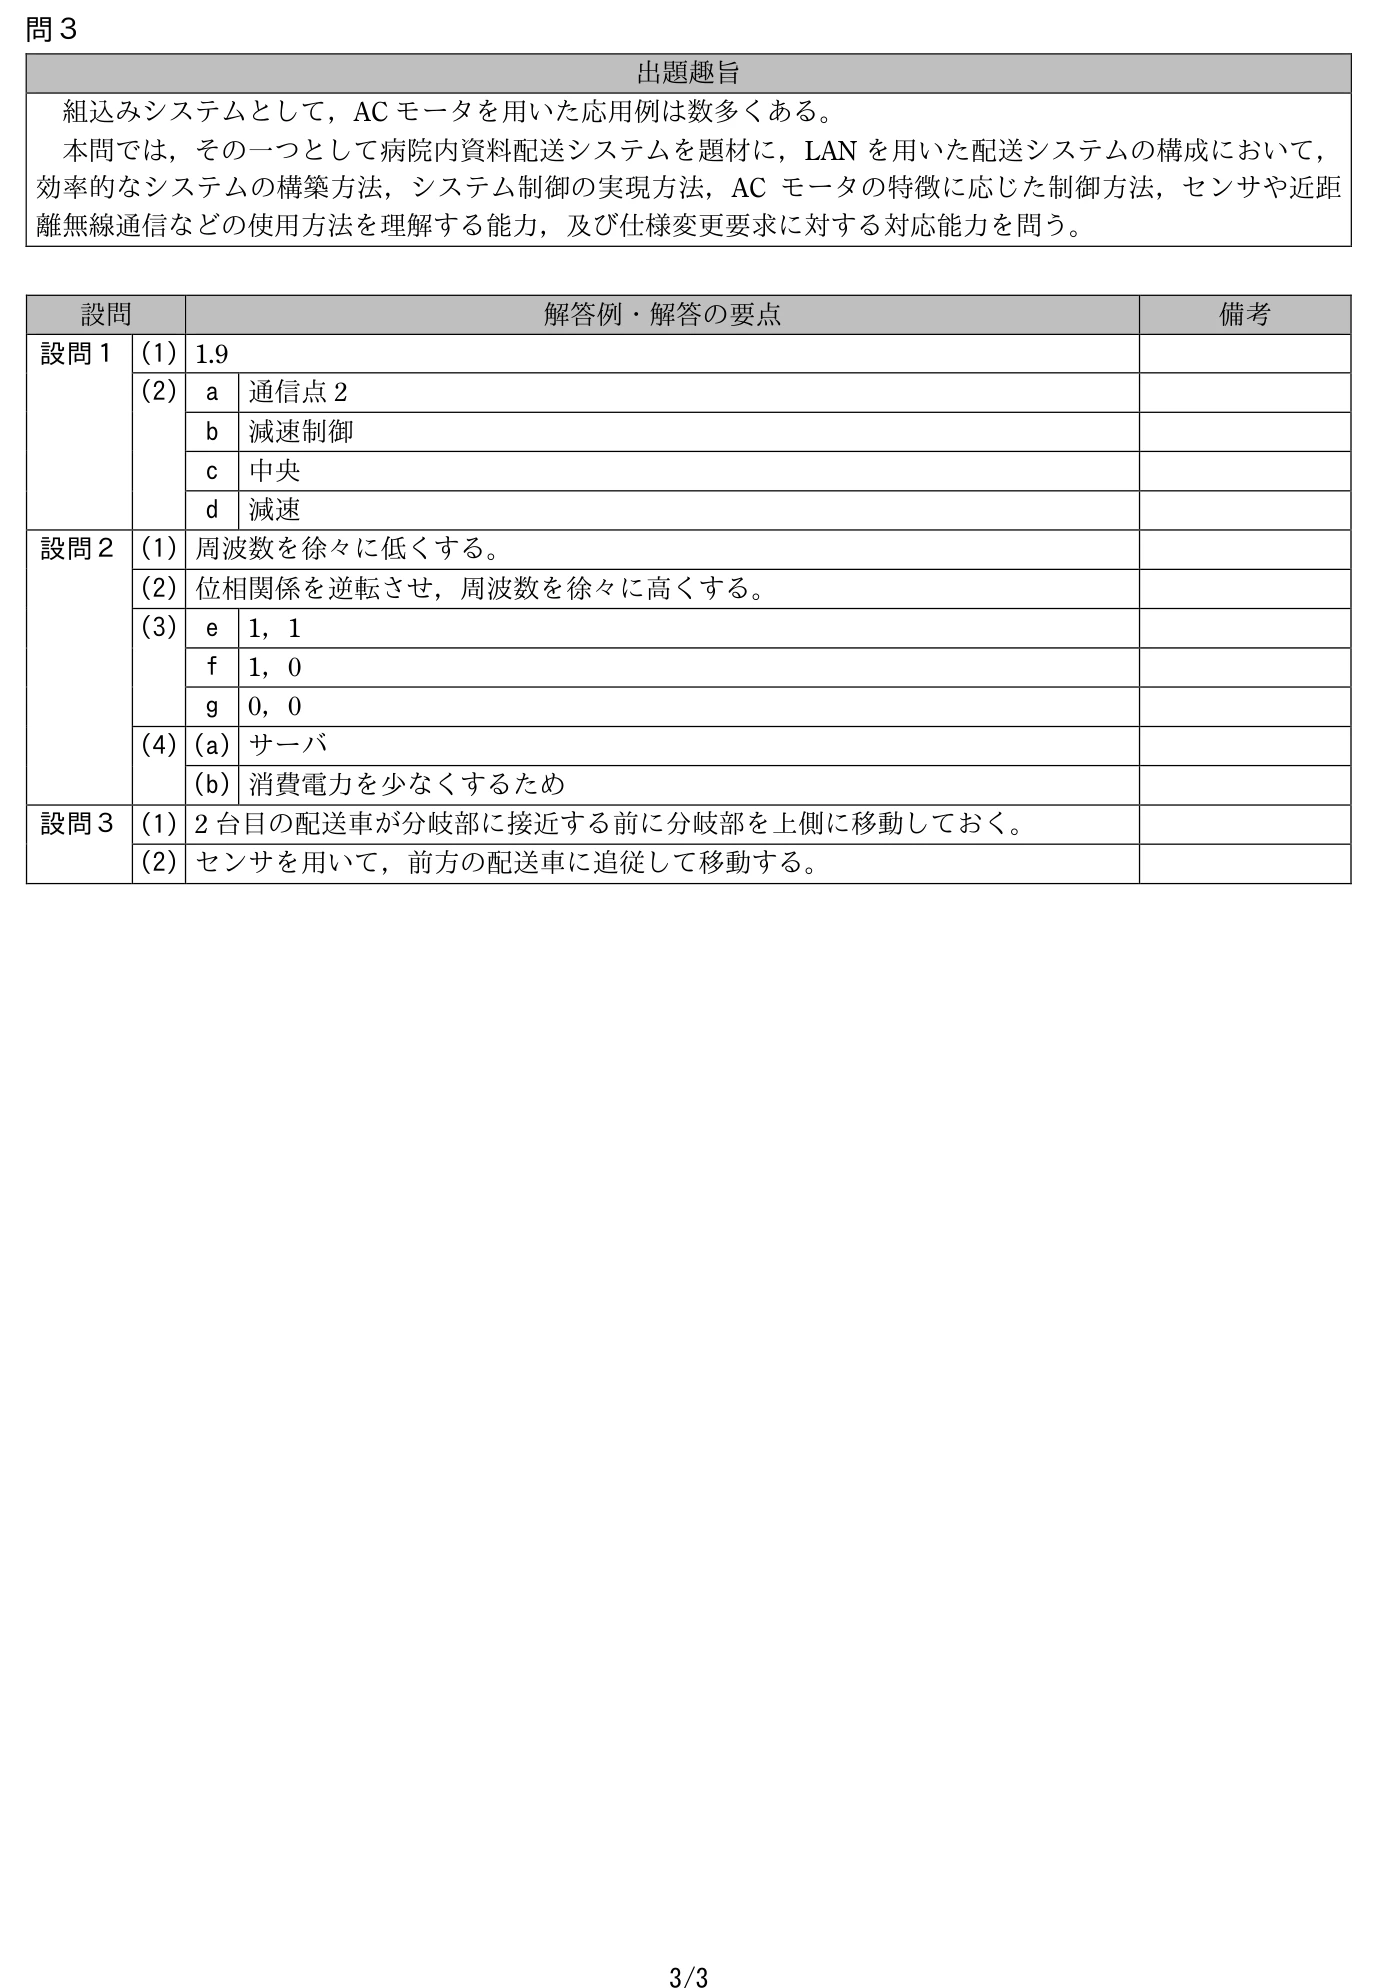 問３
出題趣旨
組込みシステムとして，AC モータを用いた応用例は数多くある。
本問では，その一つとして病院内資料配送システムを題材に，LAN を用いた配送システムの構成において，
効率的なシステムの構築方法，システム制御の実現方法，AC モータの特徴に応じた制御方法，センサや近距
離無線通信などの使用方法を理解する能力，及び仕様変更要求に対する対応能力を問う。
設問 解答例・解答の要点 備考
設問１ (1) 1.9
(2) a 通信点 2
b 減速制御
c 中央
d 減速
設問２ (1) 周波数を徐々に低くする。
(2) 位相関係を逆転させ，周波数を徐々に高くする。
(3) e 1，1
f 1，0
g 0，0
(4) (a) サーバ
(b) 消費電力を少なくするため
設問３ (1) 2 台目の配送車が分岐部に接近する前に分岐部を上側に移動しておく。
(2) センサを用いて，前方の配送車に追従して移動する。
3/3